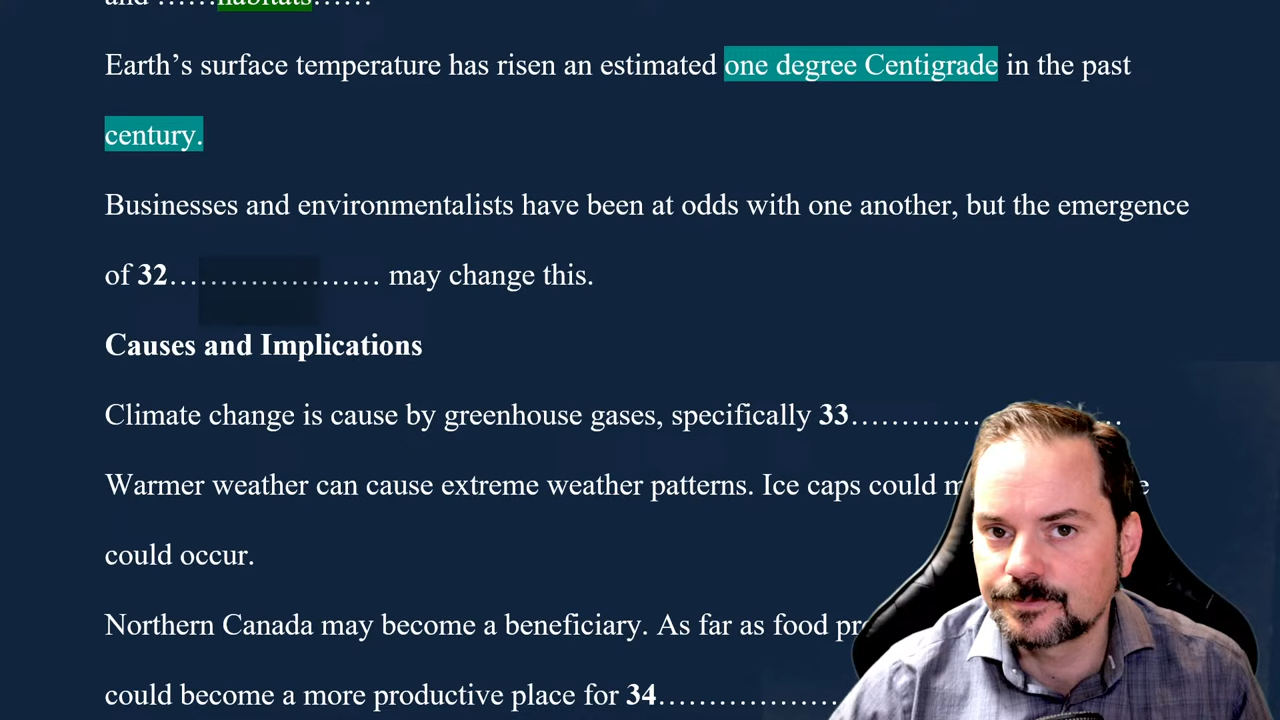 and ……habitats……
Earth’s surface temperature has risen an estimated one degree Centigrade in the past
century.
Businesses and environmentalists have been at odds with one another, but the emergence
of 32………………… may change this.
Causes and Implications
Climate change is cause by greenhouse gases, specifically 33……………………
Warmer weather can cause extreme weather patterns. Ice caps could
could occur.
Northern Canada may become a beneficiary. As far as food
could become a more productive place for 34…………………